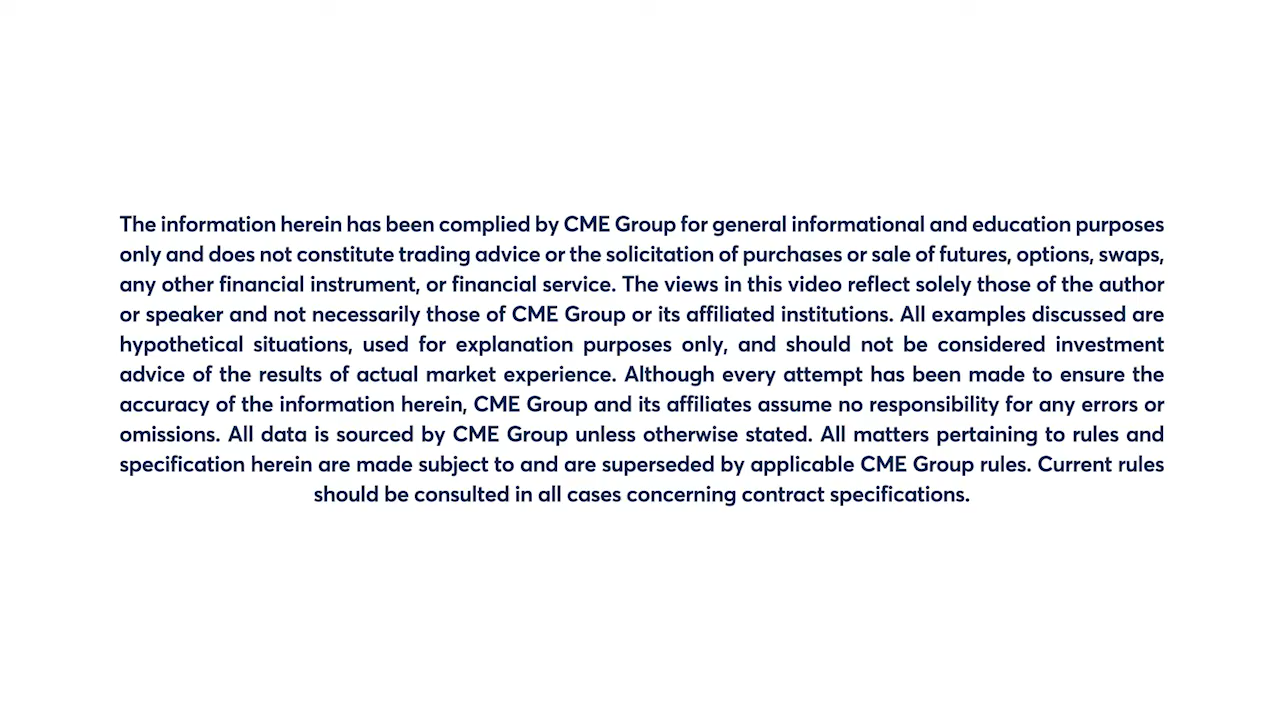 The information herein has been complied by CME Group for general informational and education purposes
only and does not constitute trading advice or the solicitation of purchases or sale of futures, options, swaps,
any other financial instrument, or financial service. The views in this video reflect solely those of the author
or speaker and not necessarily those of CME Group or its affiliated institutions. All examples discussed are
hypothetical situations, used for explanation purposes only, and should not be considered investment
advice of the results of actual market experience. Although every attempt has been made to ensure the
accuracy of the information herein, CME Group and its affiliates assume no responsibility for any errors or
omissions. All data is sourced by CME Group unless otherwise stated. All matters pertaining to rules and
specification herein are made subject to and are superseded by applicable CME Group rules. Current rules
should be consulted in all cases concerning contract specifications.